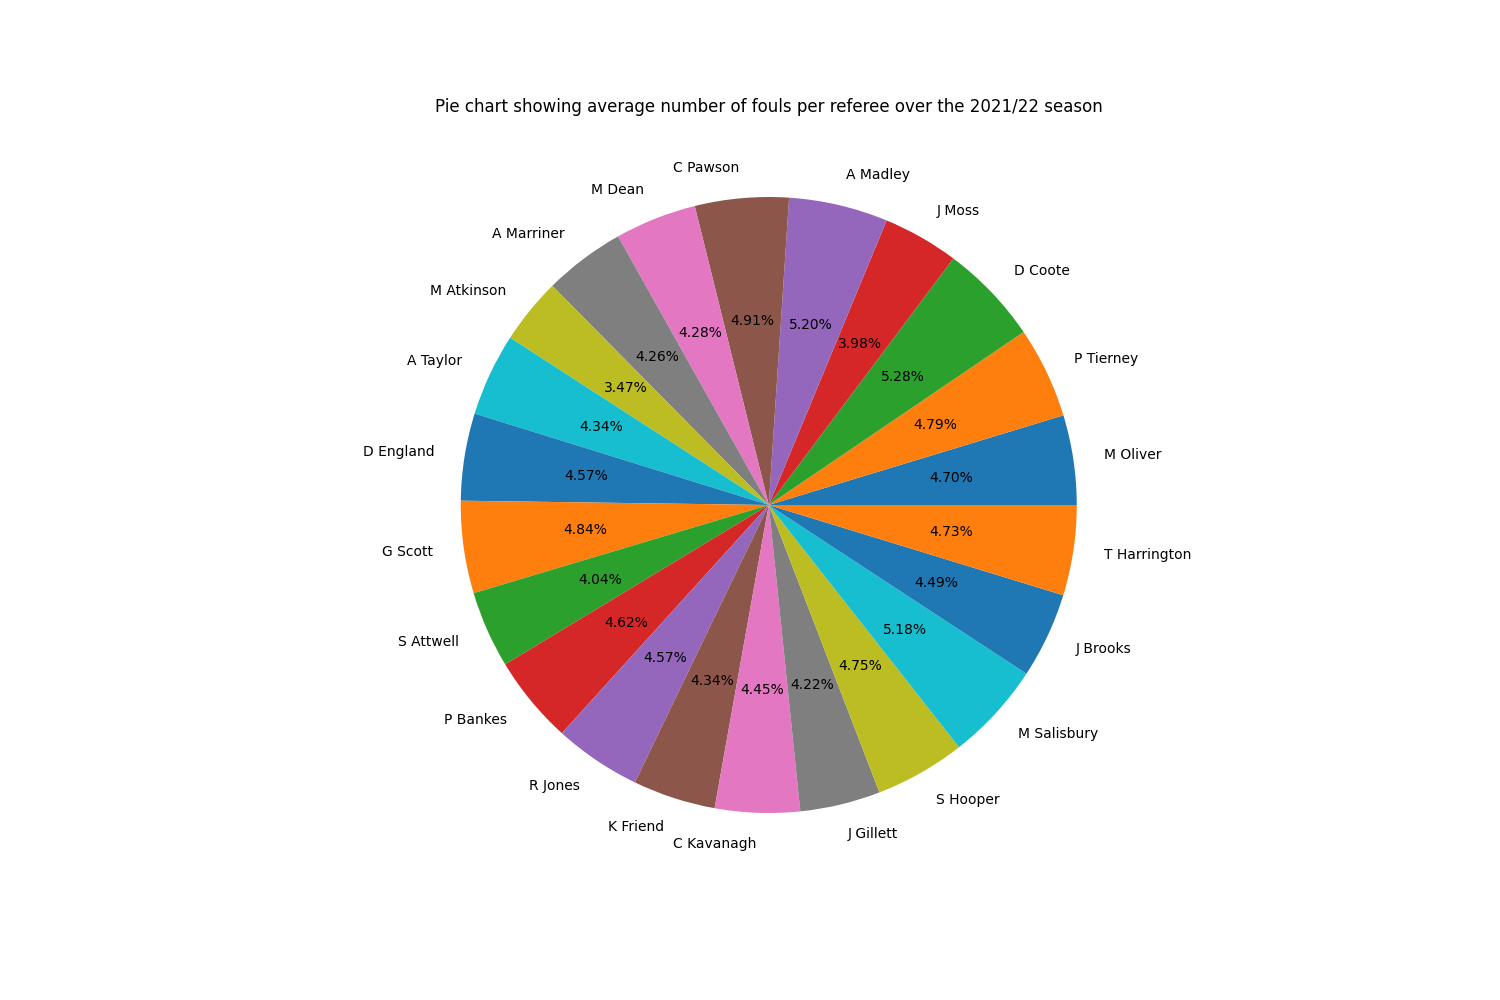 Pie chart showing average number of fouls per referee over the 2021/22 season
C Pawson
A Madley
M Dean
J Moss
A Marriner
D Coote
M Atkinson
4.91%
5.20%
4.28%
3.98%
A Taylor
4.26%
P Tierney
5.28%
3.47%
4.34%
4.79%
D England
M Oliver
4.57%
4.70%
4.84%
4.73%
G Scott
T Harrington
4.04%
4.49%
4.62%
5.18%
S Attwell
J Brooks
4.57%
4.75%
4.34%
4.45%
4.22%
P Bankes
M Salisbury
R Jones
S Hooper
K Friend
J Gillett
C Kavanagh